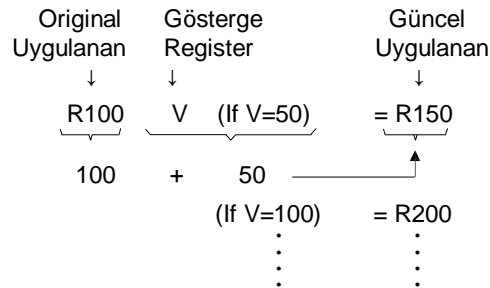 Original Gösterge Güncel
Uygulanan Register Uygulanan
↓ ↓ ↓
R100 V (If V=50) = R150
100 + 50
(If V=100) = R200